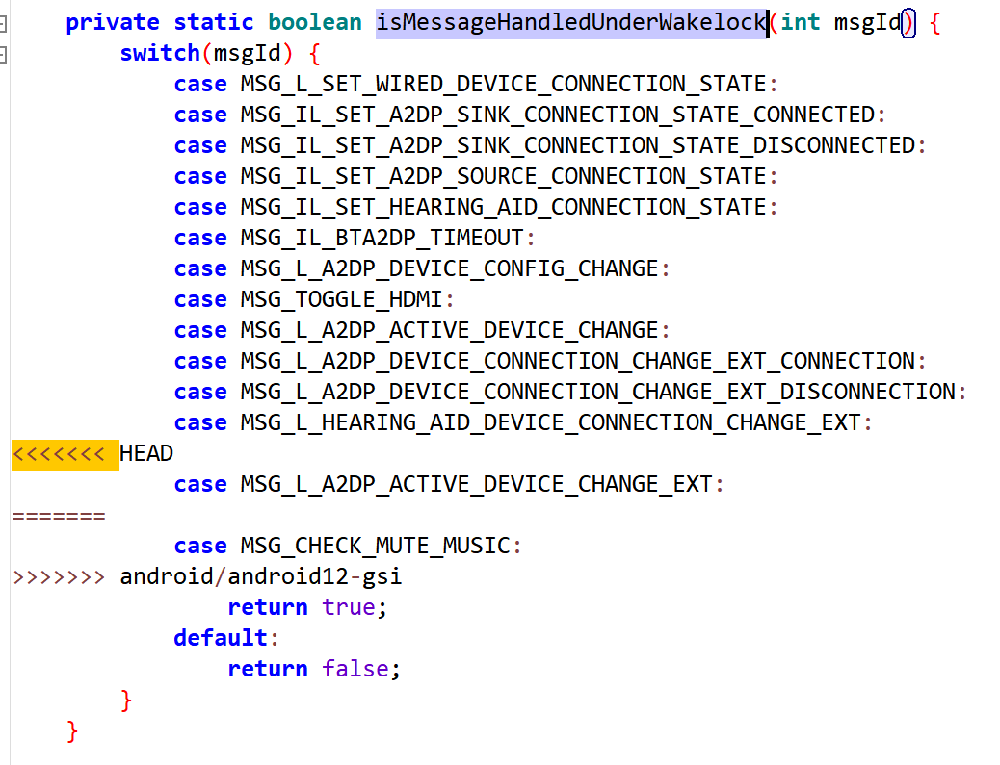 private static boolean isMessageHandledUnderWakelock(int msgId) {
switch(msgId) {
case MSG_L_SET_WIRED_DEVICE_CONNECTION_STATE:
case MSG_IL_SET_A2DP_SINK_CONNECTION_STATE_CONNECTED:
case MSG_IL_SET_A2DP_SINK_CONNECTION_STATE_DISCONNECTED:
case MSG_IL_SET_A2DP_SOURCE_CONNECTION_STATE:
case MSG_IL_SET_HEARING_AID_CONNECTION_STATE:
case MSG_IL_BTA2DP_TIMEOUT:
case MSG_L_A2DP_DEVICE_CONFIG_CHANGE:
case MSG_TOGGLE_HDMI:
case MSG_L_A2DP_ACTIVE_DEVICE_CHANGE:
case MSG_L_A2DP_DEVICE_CONNECTION_CHANGE_EXT_CONNECTION:
case MSG_L_A2DP_DEVICE_CONNECTION_CHANGE_EXT_DISCONNECTION:
case MSG_L_HEARING_AID_DEVICE_CONNECTION_CHANGE_EXT:
<<<<<<< HEAD
case MSG_L_A2DP_ACTIVE_DEVICE_CHANGE_EXT:
=======
case MSG_CHECK_MUTE_MUSIC:
>>>>>>> android/android12-gsi
return true;
default:
return false;
}
}